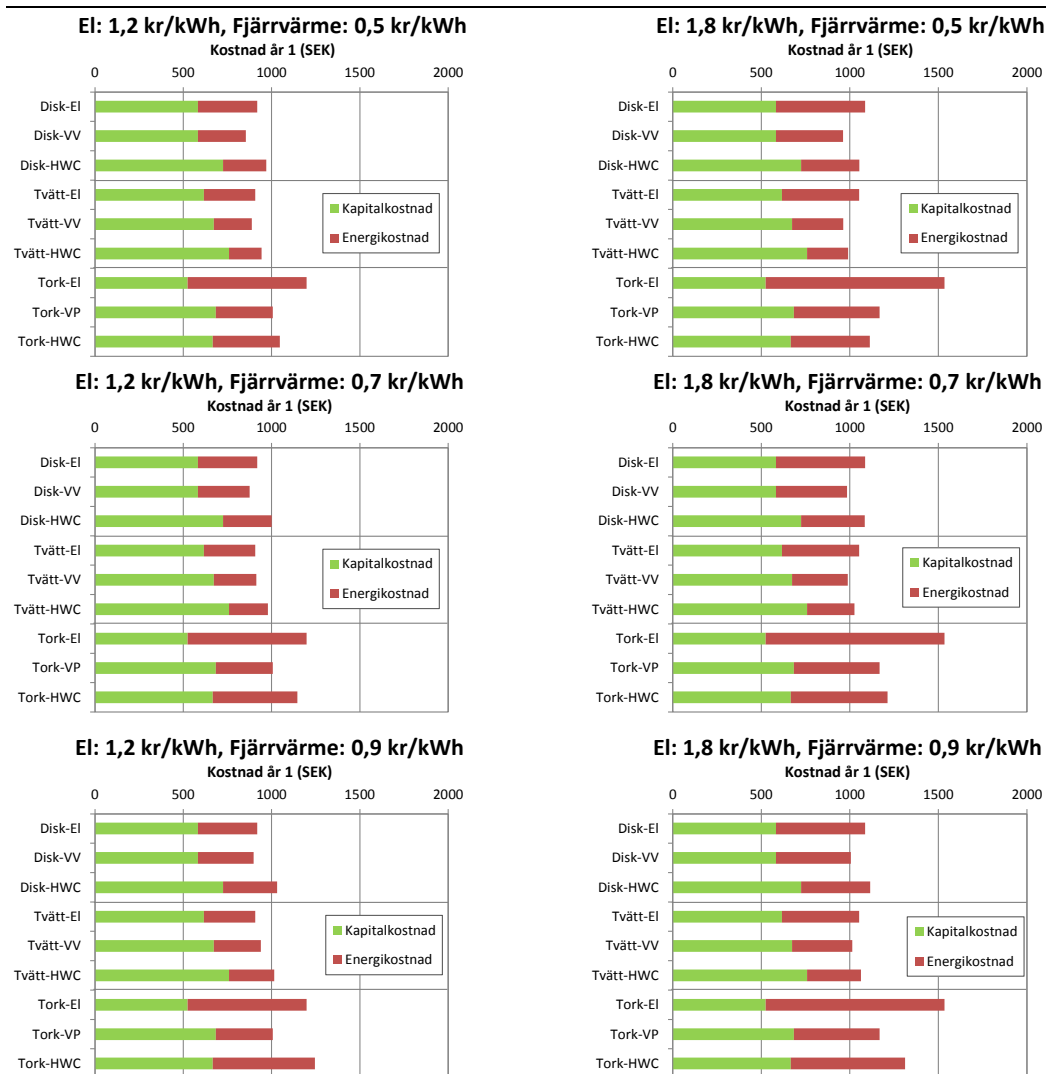 El: 1,2 kr/kWh, Fjärrvärme: 0,5 kr/kWh
Kostnad år 1 (SEK)
0 500 1000 1500 2000
Disk-El
Disk-VV
Disk-HWC
Tvätt-El
Tvätt-VV
Tvätt-HWC
Tork-El
Tork-VP
Tork-HWC
Kapitalkostnad
Energikostnad
El: 1,8 kr/kWh, Fjärrvärme: 0,5 kr/kWh
Kostnad år 1 (SEK)
0 500 1000 1500 2000
Disk-El
Disk-VV
Disk-HWC
Tvätt-El
Tvätt-VV
Tvätt-HWC
Tork-El
Tork-VP
Tork-HWC
Kapitalkostnad
Energikostnad
El: 1,2 kr/kWh, Fjärrvärme: 0,7 kr/kWh
Kostnad år 1 (SEK)
0 500 1000 1500 2000
Disk-El
Disk-VV
Disk-HWC
Tvätt-El
Tvätt-VV
Tvätt-HWC
Tork-El
Tork-VP
Tork-HWC
Kapitalkostnad
Energikostnad
El: 1,8 kr/kWh, Fjärrvärme: 0,7 kr/kWh
Kostnad år 1 (SEK)
0 500 1000 1500 2000
Disk-El
Disk-VV
Disk-HWC
Tvätt-El
Tvätt-VV
Tvätt-HWC
Tork-El
Tork-VP
Tork-HWC
Kapitalkostnad
Energikostnad
El: 1,2 kr/kWh, Fjärrvärme: 0,9 kr/kWh
Kostnad år 1 (SEK)
0 500 1000 1500 2000
Disk-El
Disk-VV
Disk-HWC
Tvätt-El
Tvätt-VV
Tvätt-HWC
Tork-El
Tork-VP
Tork-HWC
Kapitalkostnad
Energikostnad
El: 1,8 kr/kWh, Fjärrvärme: 0,9 kr/kWh
Kostnad år 1 (SEK)
0 500 1000 1500 2000
Disk-El
Disk-VV
Disk-HWC
Tvätt-El
Tvätt-VV
Tvätt-HWC
Tork-El
Tork-VP
Tork-HWC
Kapitalkostnad
Energikostnad